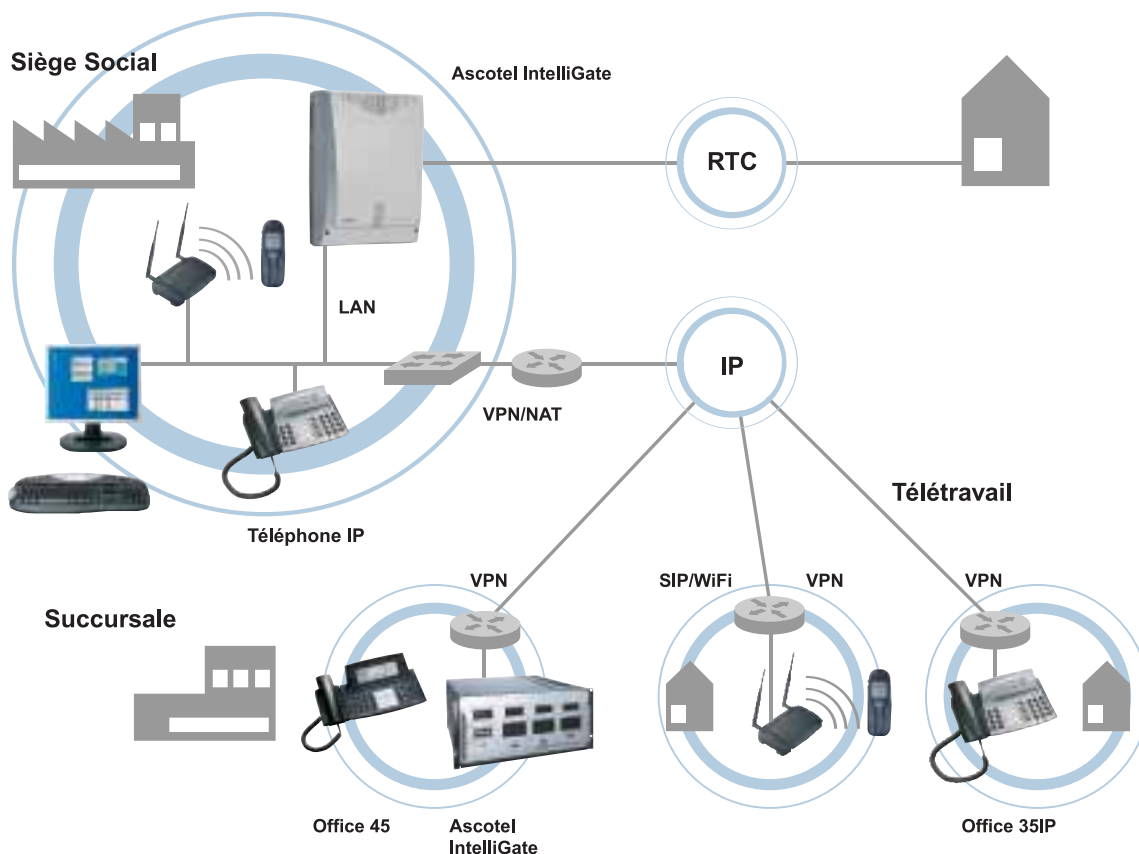 Siège Social
Ascotel IntelliGate
RTC
LAN
IP
VPN/NAT
Télétravail
Téléphone IP
VPN
SIP/WiFi
VPN
VPN
Succursale
Office 45
Ascotel
IntelliGate
Office 35IP